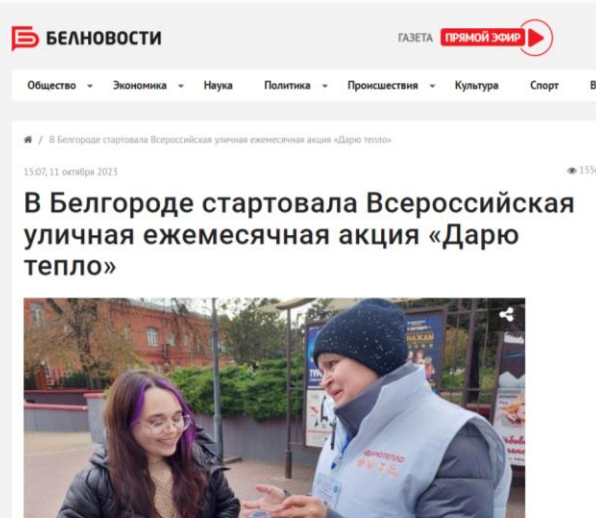 БЕЛНОВОСТИ
ГАЗЕТА ПРЯМОЙ ЭФИР
Общество Экономика Наука Политика Происшествия Культура Спорт
/ В Белгороде стартовала Всероссийская уличная ежемесячная акция «Дарю тепло»
15:07, 11 октября 2023
В Белгороде стартовала Всероссийская
уличная ежемесячная акция «Дарю
тепло»
#ДАРЮТЕПЛО